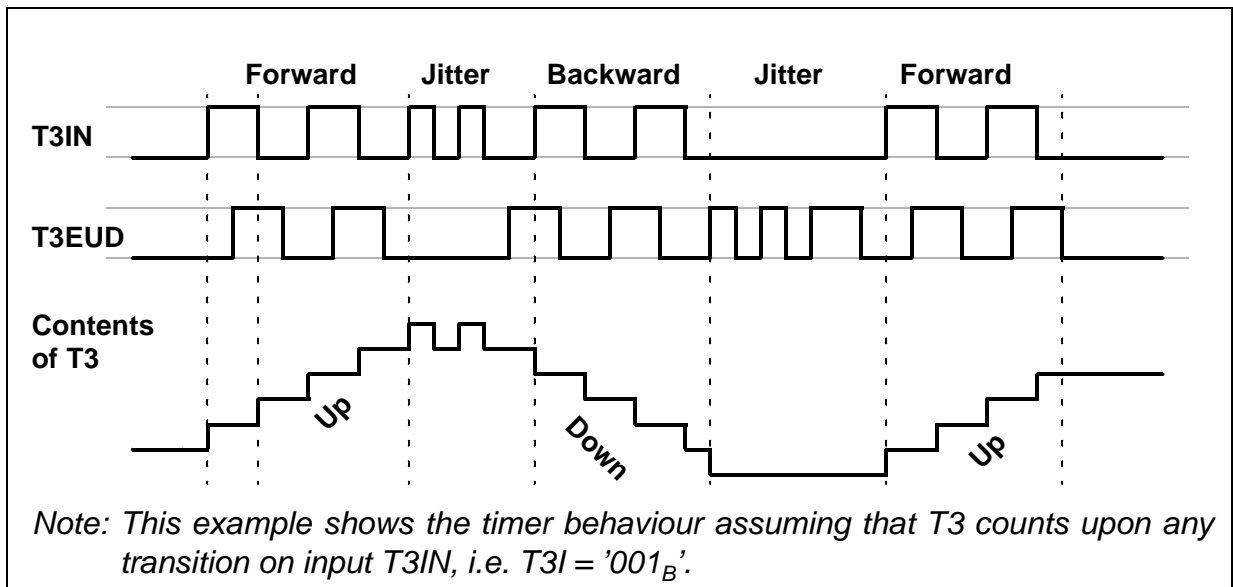 Forward Jitter Backward Jitter Forward
T3IN
T3EUD
Contents
of T3
Up
Down
Up
Note: This example shows the timer behaviour assuming that T3 counts upon any
transition on input T3IN, i.e. T3I = ’001B’.